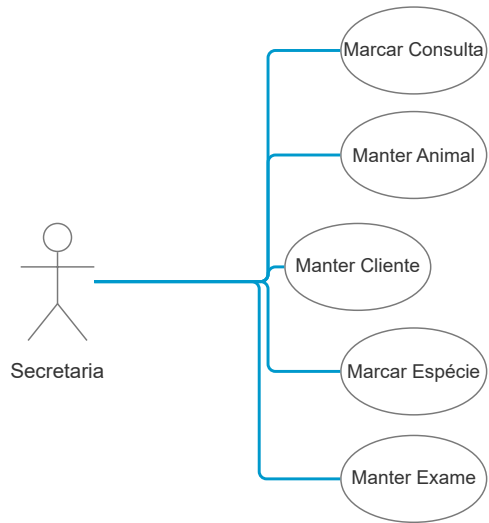 Marcar Consulta
Manter Animal
Manter Cliente
Secretaria
Marcar Espécie
Manter Exame